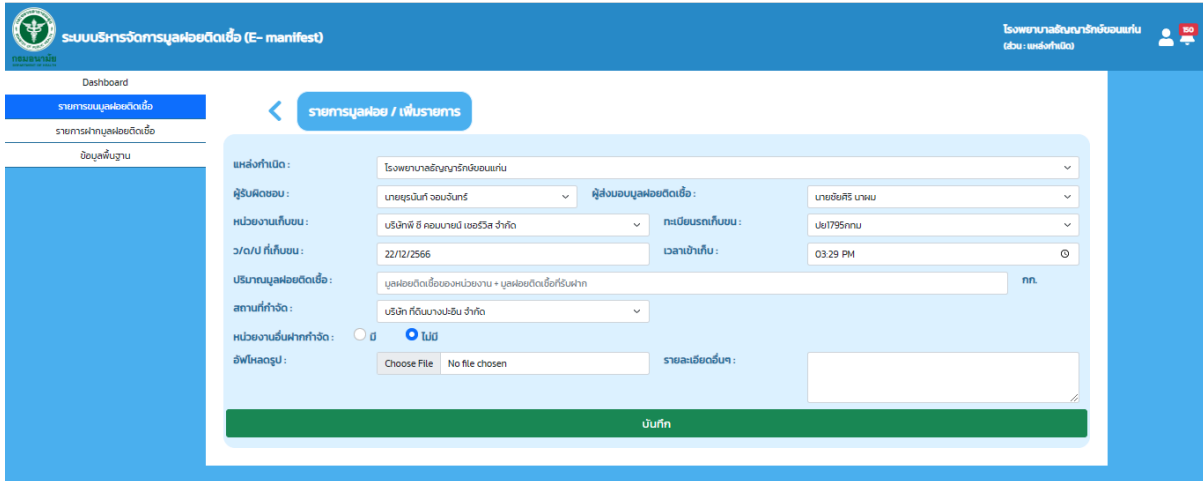 ระบบบริหารจัดการมูลฝอยติดเชื้อ (E- manifest)
โรงพยาบาลธัญญารักษ์ขอนแก่น
(ส่วน : แหล่งกำเนิด)
150
กรมอนามัย
Dashboard
รายการขนมูลฝอยติดเชื้อ
รายการฝากมูลฝอยติดเชื้อ
ข้อมูลพื้นฐาน
รายการมูลฝอย / เพิ่มรายการ
แหล่งกำเนิด : โรงพยาบาลธัญญารักษ์ขอนแก่น
ผู้รับผิดชอบ : นายยุรนันท์ จอมจันทร์ ผู้ส่งมอบมูลฝอยติดเชื้อ : นายชัยศิริ นาผม
หน่วยงานเก็บขน : บริษัทพี ซี คอมบายน์ เซอร์วิส จำกัด ทะเบียนรถเก็บขน : ปย1795กทม
ว/ด/ป ที่เก็บขน : 22/12/2566 เวลาเข้าเก็บ : 03:29 PM
ปริมาณมูลฝอยติดเชื้อ : มูลฝอยติดเชื้อของหน่วยงาน + มูลฝอยติดเชื้อที่รับฝาก กก.
สถานที่กำจัด : บริษัท ที่ดินบางปะอิน จำกัด
หน่วยงานอื่นฝากกำจัด : มี ไม่มี
อัพโหลดรูป : Choose File No file chosen รายละเอียดอื่นๆ :
บันทึก